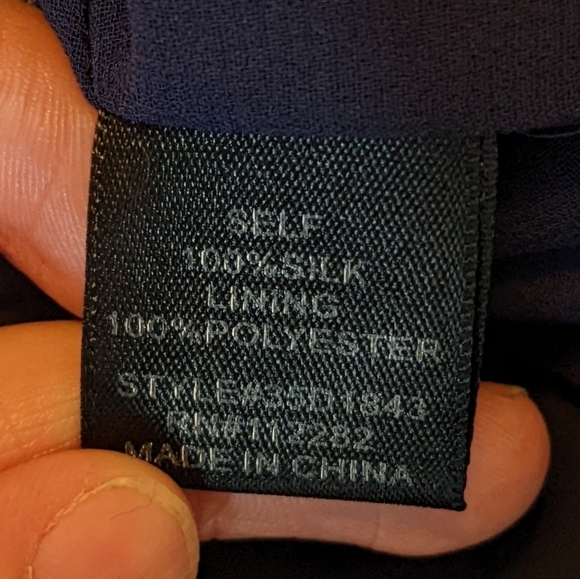 SELF
100%SILK
LINING
100%POLYESTER
STYLE#35D1843
RN#112282
MADE IN CHINA